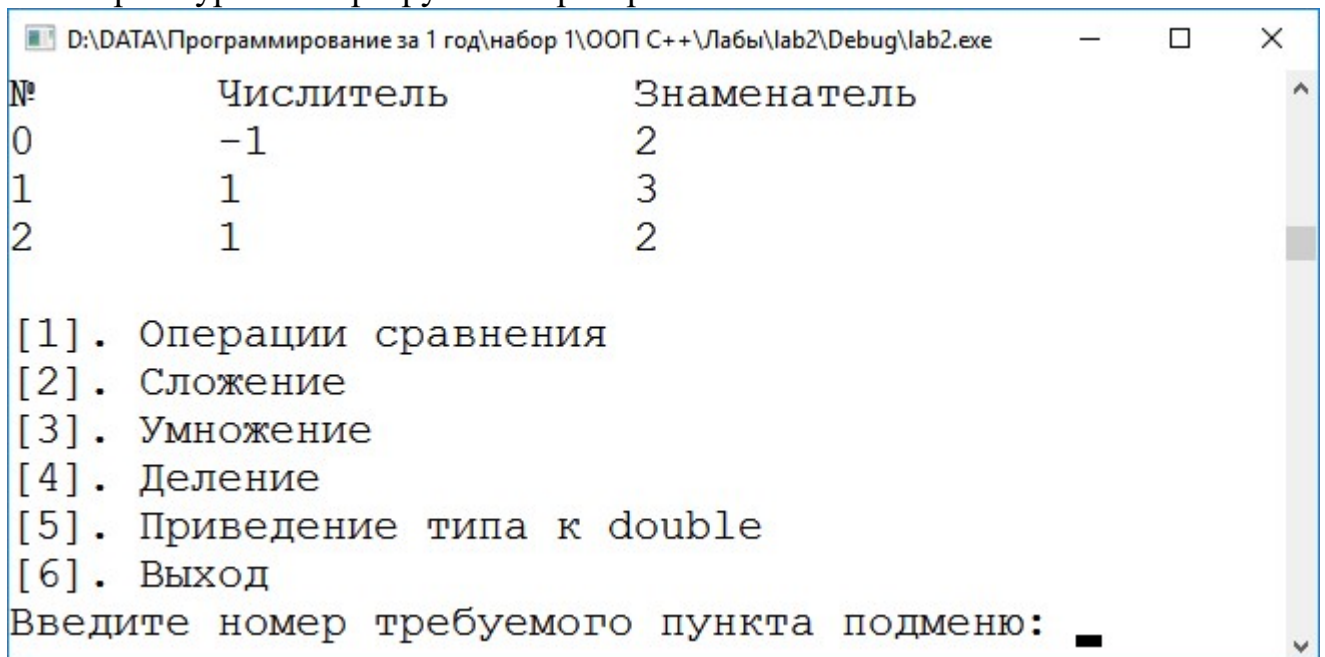 D:\DATA\Программирование за 1 год\набор 1\ООП C++\Лабы\lab2\Debug\lab2.exe
№ Числитель Знаменатель
0 -1 2
1 1 3
2 1 2
[1]. Операции сравнения
[2]. Сложение
[3]. Умножение
[4]. Деление
[5]. Приведение типа к double
[6]. Выход
Введите номер требуемого пункта подменю: